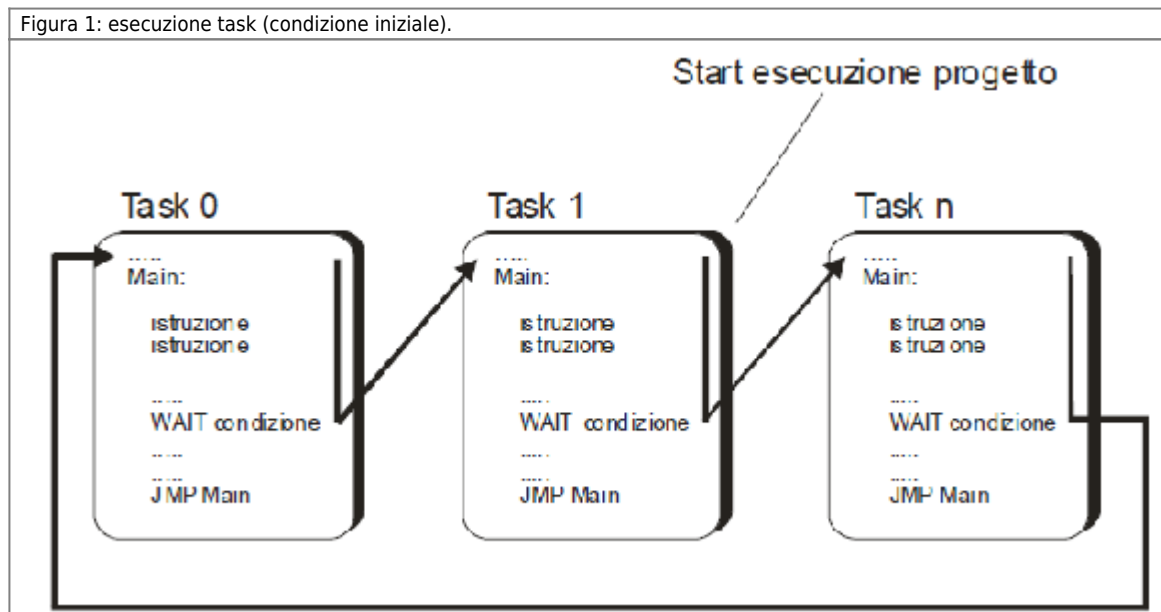 Figura 1: esecuzione task (condizione iniziale).
Start esecuzione progetto
Task 0
Task 1
Task n
......
Main:
istruzione
istruzione
......
WAIT condizione
......
......
JMP Main
......
Main:
istruzione
istruzione
......
WAIT condizione
......
......
JMP Main
......
Main:
istruzione
istruzione
......
WAIT condizione
......
......
JMP Main